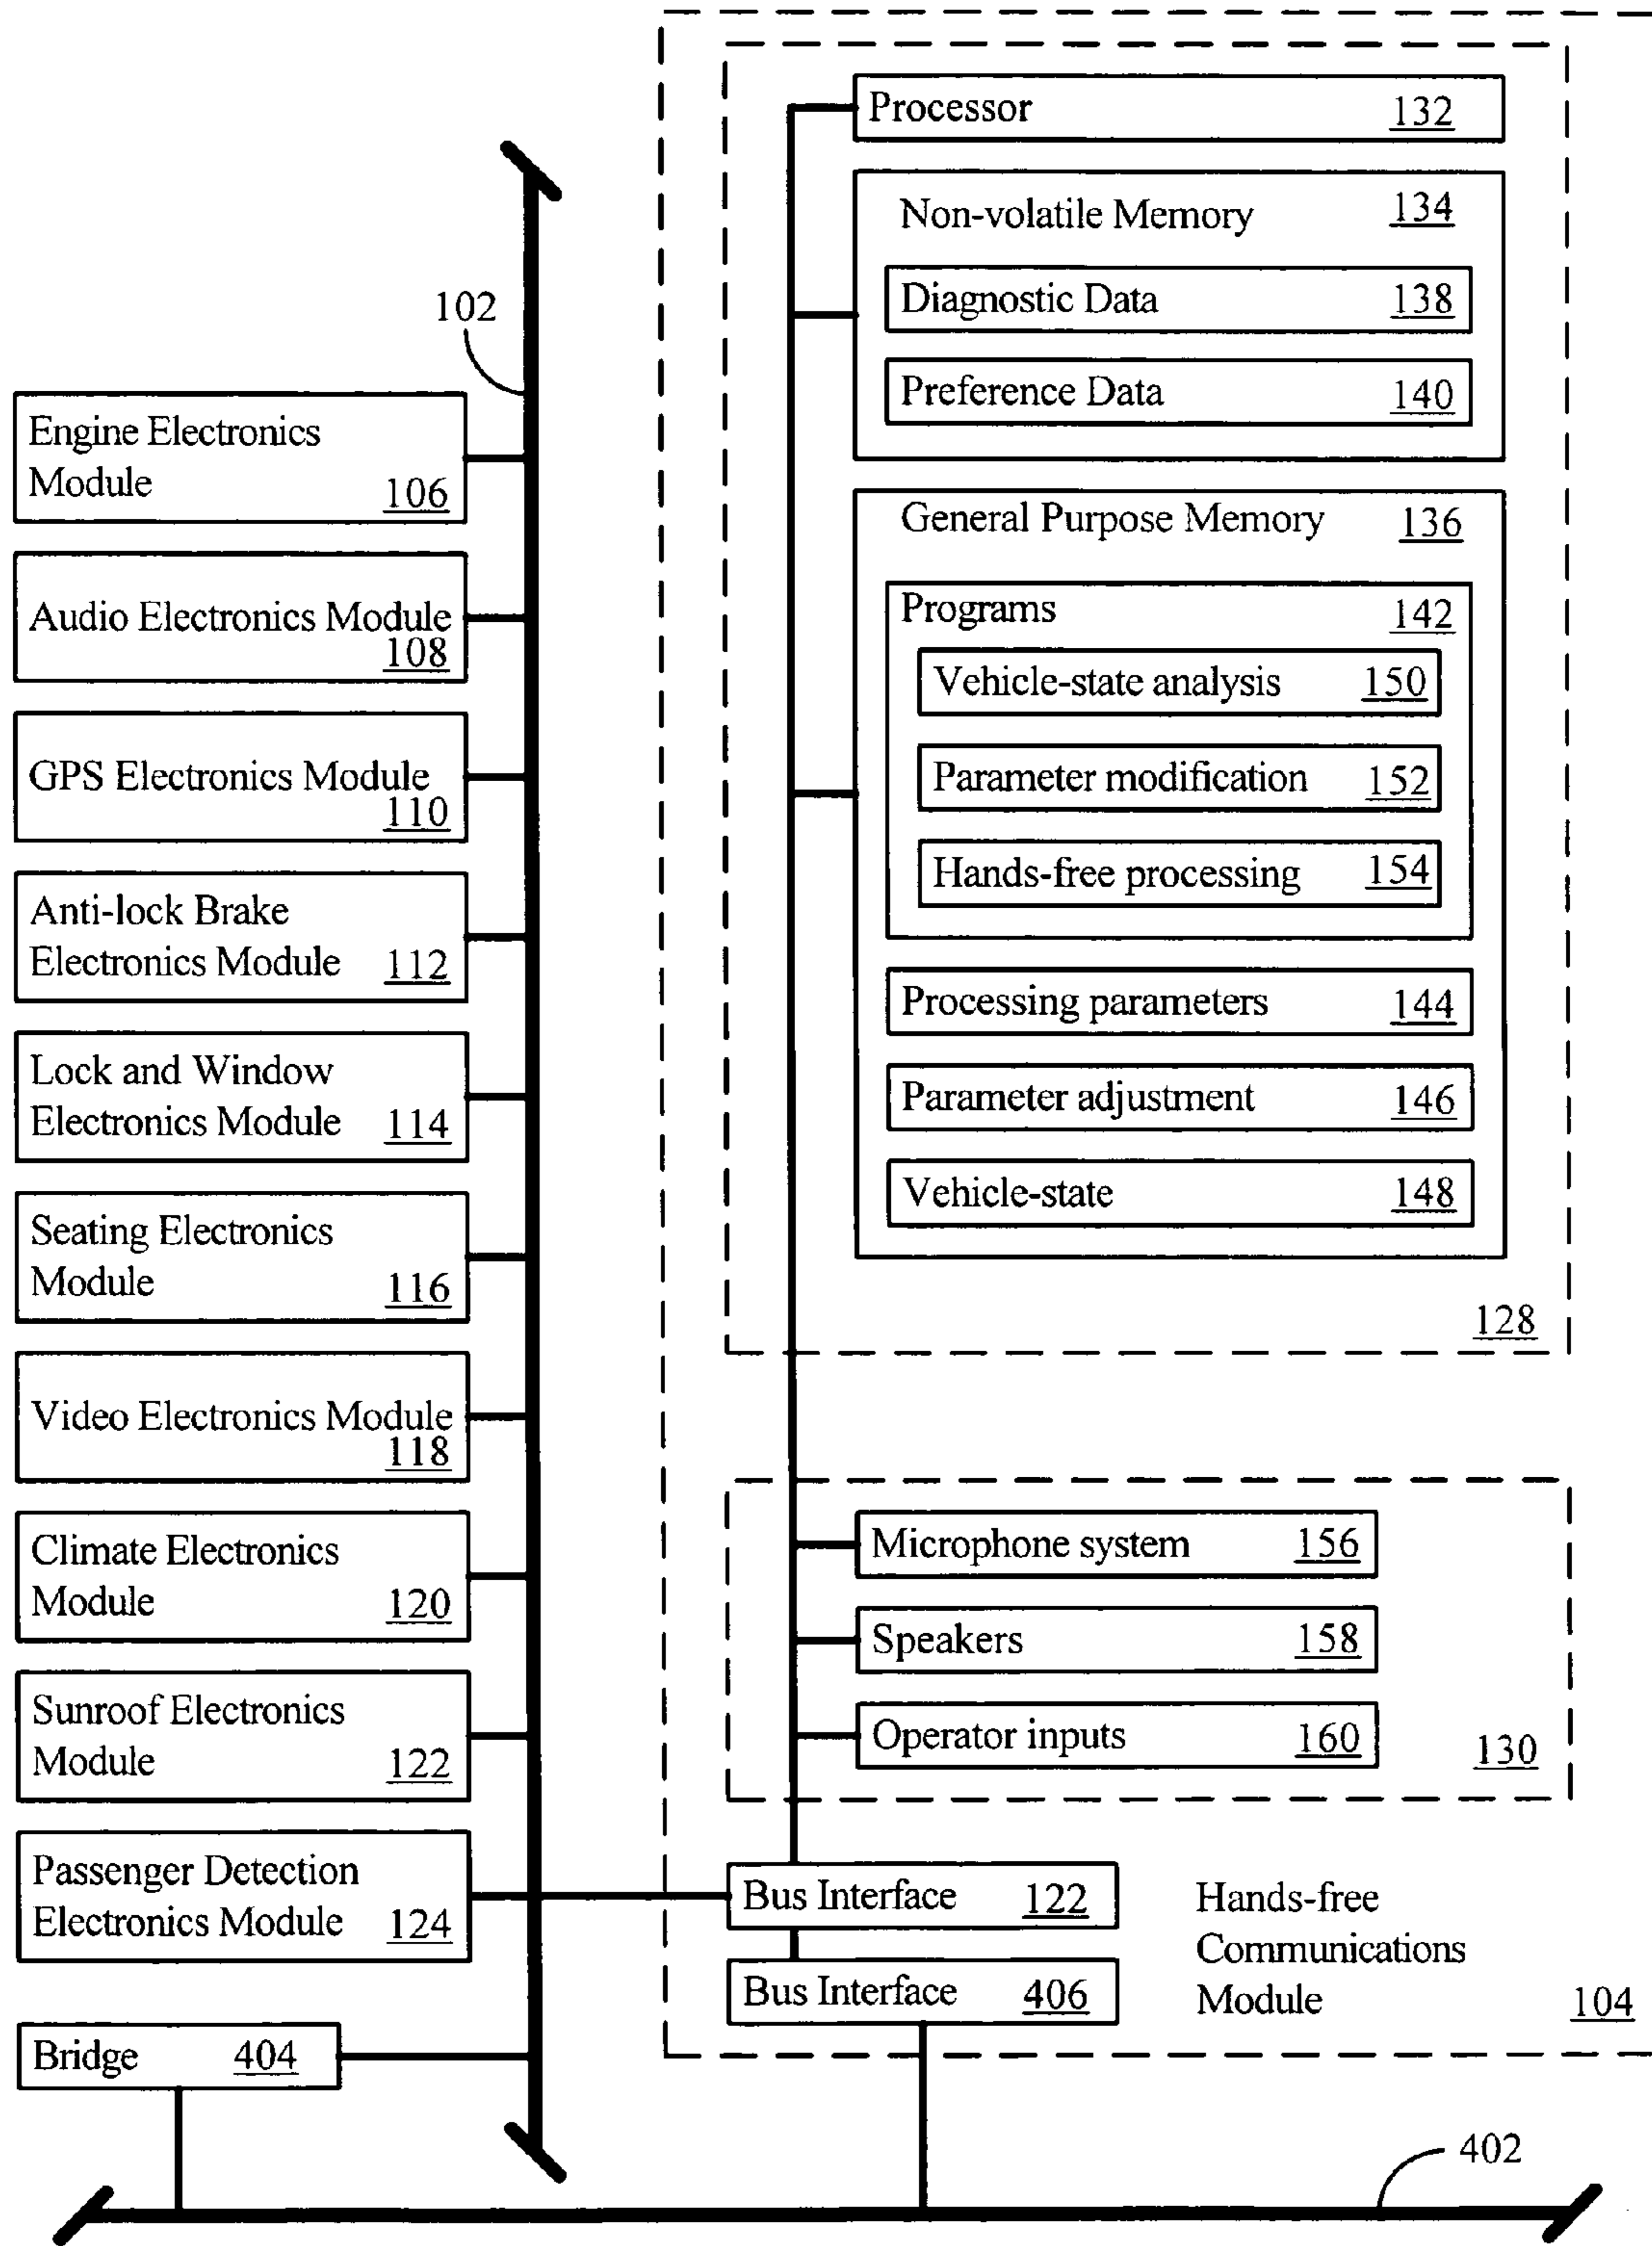 102
Engine Electronics
Module 106
Audio Electronics Module
108
GPS Electronics Module
110
Anti-lock Brake
Electronics Module 112
Lock and Window
Electronics Module 114
Seating Electronics
Module 116
Video Electronics Module
118
Climate Electronics
Module 120
Sunroof Electronics
Module 122
Passenger Detection
Electronics Module 124
Bridge 404
Processor 132
Non-volatile Memory 134
Diagnostic Data 138
Preference Data 140
General Purpose Memory 136
Programs 142
Vehicle-state analysis 150
Parameter modification 152
Hands-free processing 154
Processing parameters 144
Parameter adjustment 146
Vehicle-state 148
128
Microphone system 156
Speakers 158
Operator inputs 160
130
Bus Interface 122
Bus Interface 406
Hands-free
Communications
Module 104
402